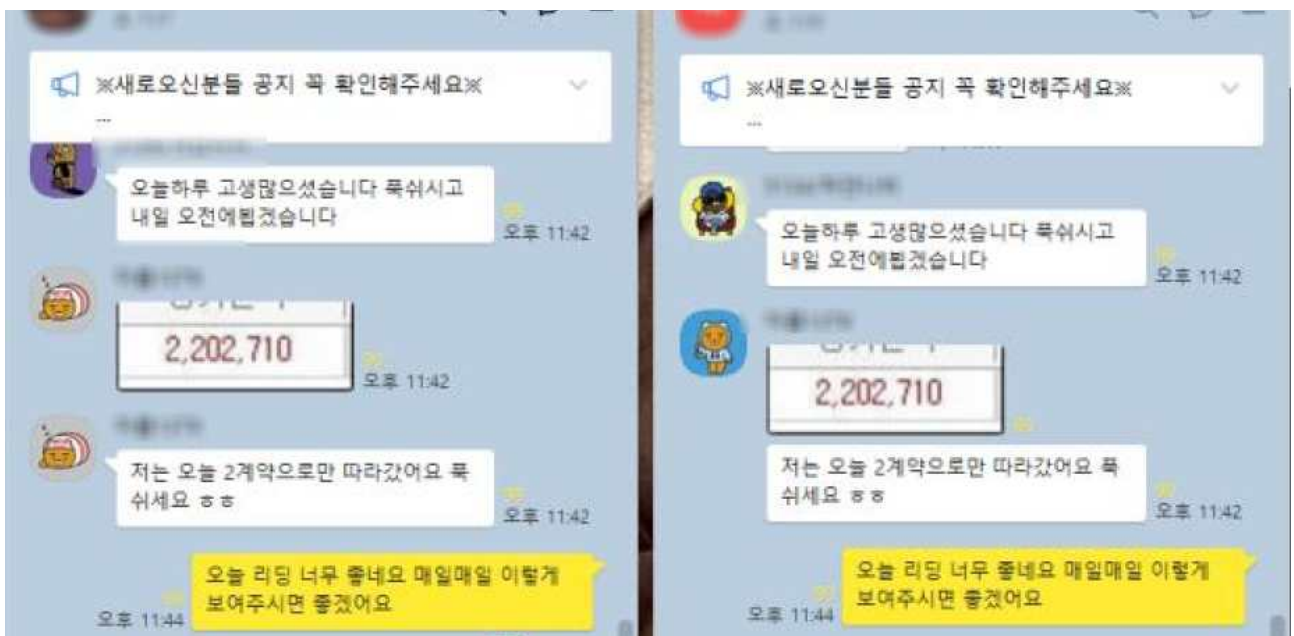 ※새로오신분들 공지 꼭 확인해주세요※
...
오늘하루 고생많으셨습니다 푹쉬시고
내일 오전에뵙겠습니다
오후 11:42
2,202,710
오후 11:42
저는 오늘 2계약으로만 따라갔어요 푹
쉬세요 ㅎㅎ
오후 11:42
오늘 리딩 너무 좋네요 매일매일 이렇게
보여주시면 좋겠어요
오후 11:44
※새로오신분들 공지 꼭 확인해주세요※
...
오늘하루 고생많으셨습니다 푹쉬시고
내일 오전에뵙겠습니다
오후 11:42
2,202,710
저는 오늘 2계약으로만 따라갔어요 푹
쉬세요 ㅎㅎ
오후 11:42
오늘 리딩 너무 좋네요 매일매일 이렇게
보여주시면 좋겠어요
오후 11:44